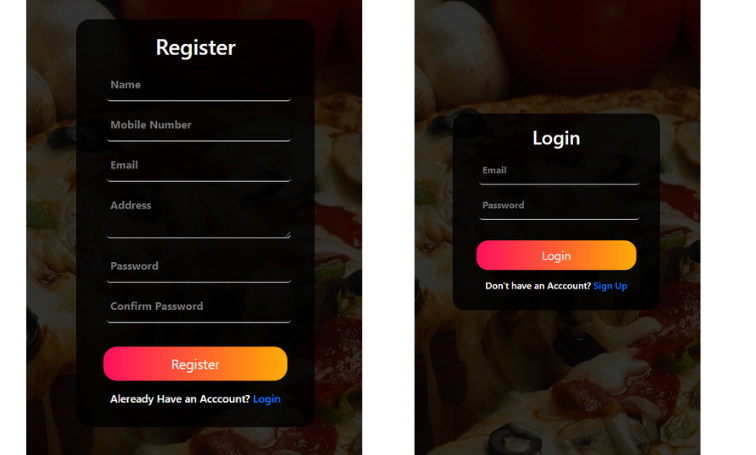 Register
Name
Mobile Number
Email
Address
Password
Confirm Password
Register
Aleready Have an Acccount? Login
Login
Email
Password
Login
Don't have an Acccount? Sign Up